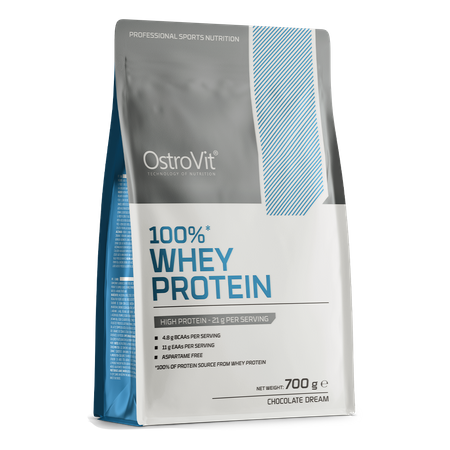 PROFESSIONAL SPORTS NUTRITION
OstroVit®
TECHNOLOGY OF NUTRITION
100%*
WHEY
PROTEIN
HIGH PROTEIN - 21 g PER SERVING
4.8 g BCAAs PER SERVING
11 g EAAs PER SERVING
ASPARTAME FREE
*100% OF PROTEIN SOURCE FROM WHEY PROTEIN
NET WEIGHT: 700 g ℮
CHOCOLATE DREAM